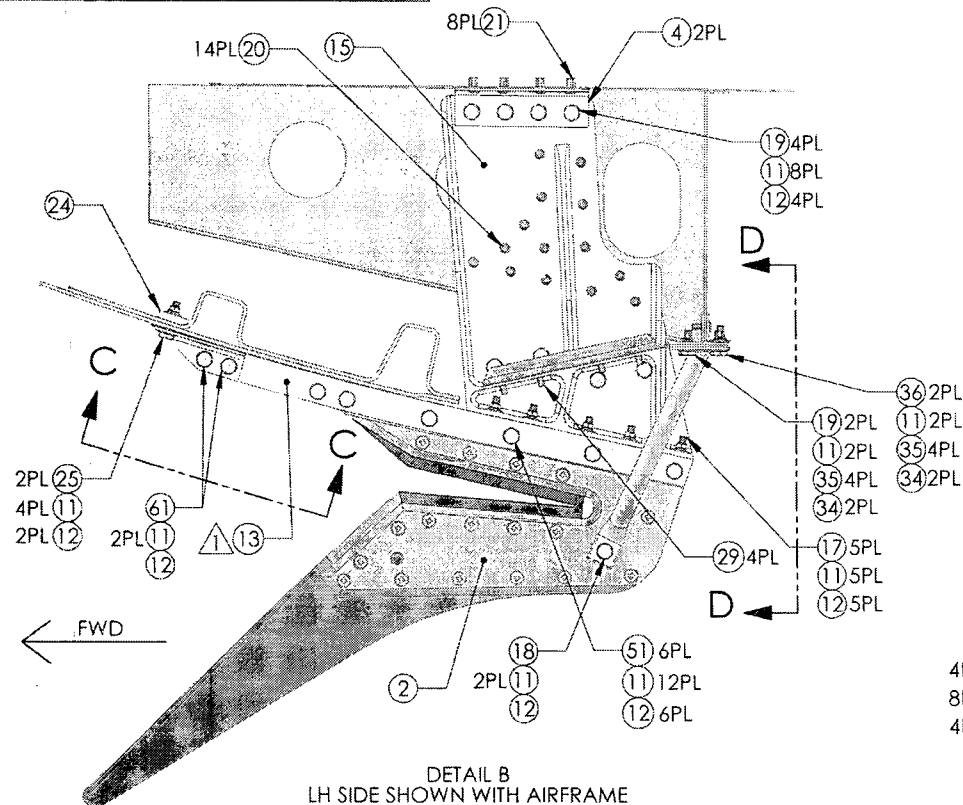 8PL 21
4 2PL
14PL 20
15
19 4PL
11 8PL
12 4PL
24
D
C
C
36 2PL
11 2PL
35 4PL
34 2PL
19 2PL
11 2PL
35 4PL
34 2PL
2PL 25
4PL 11
2PL 12
61
2PL 11
12
1 13
29 4PL
17 5PL
11 5PL
12 5PL
D
FWD
2
18
2PL 11
12
51 6PL
11 12PL
12 6PL
DETAIL B
LH SIDE SHOWN WITH AIRFRAME